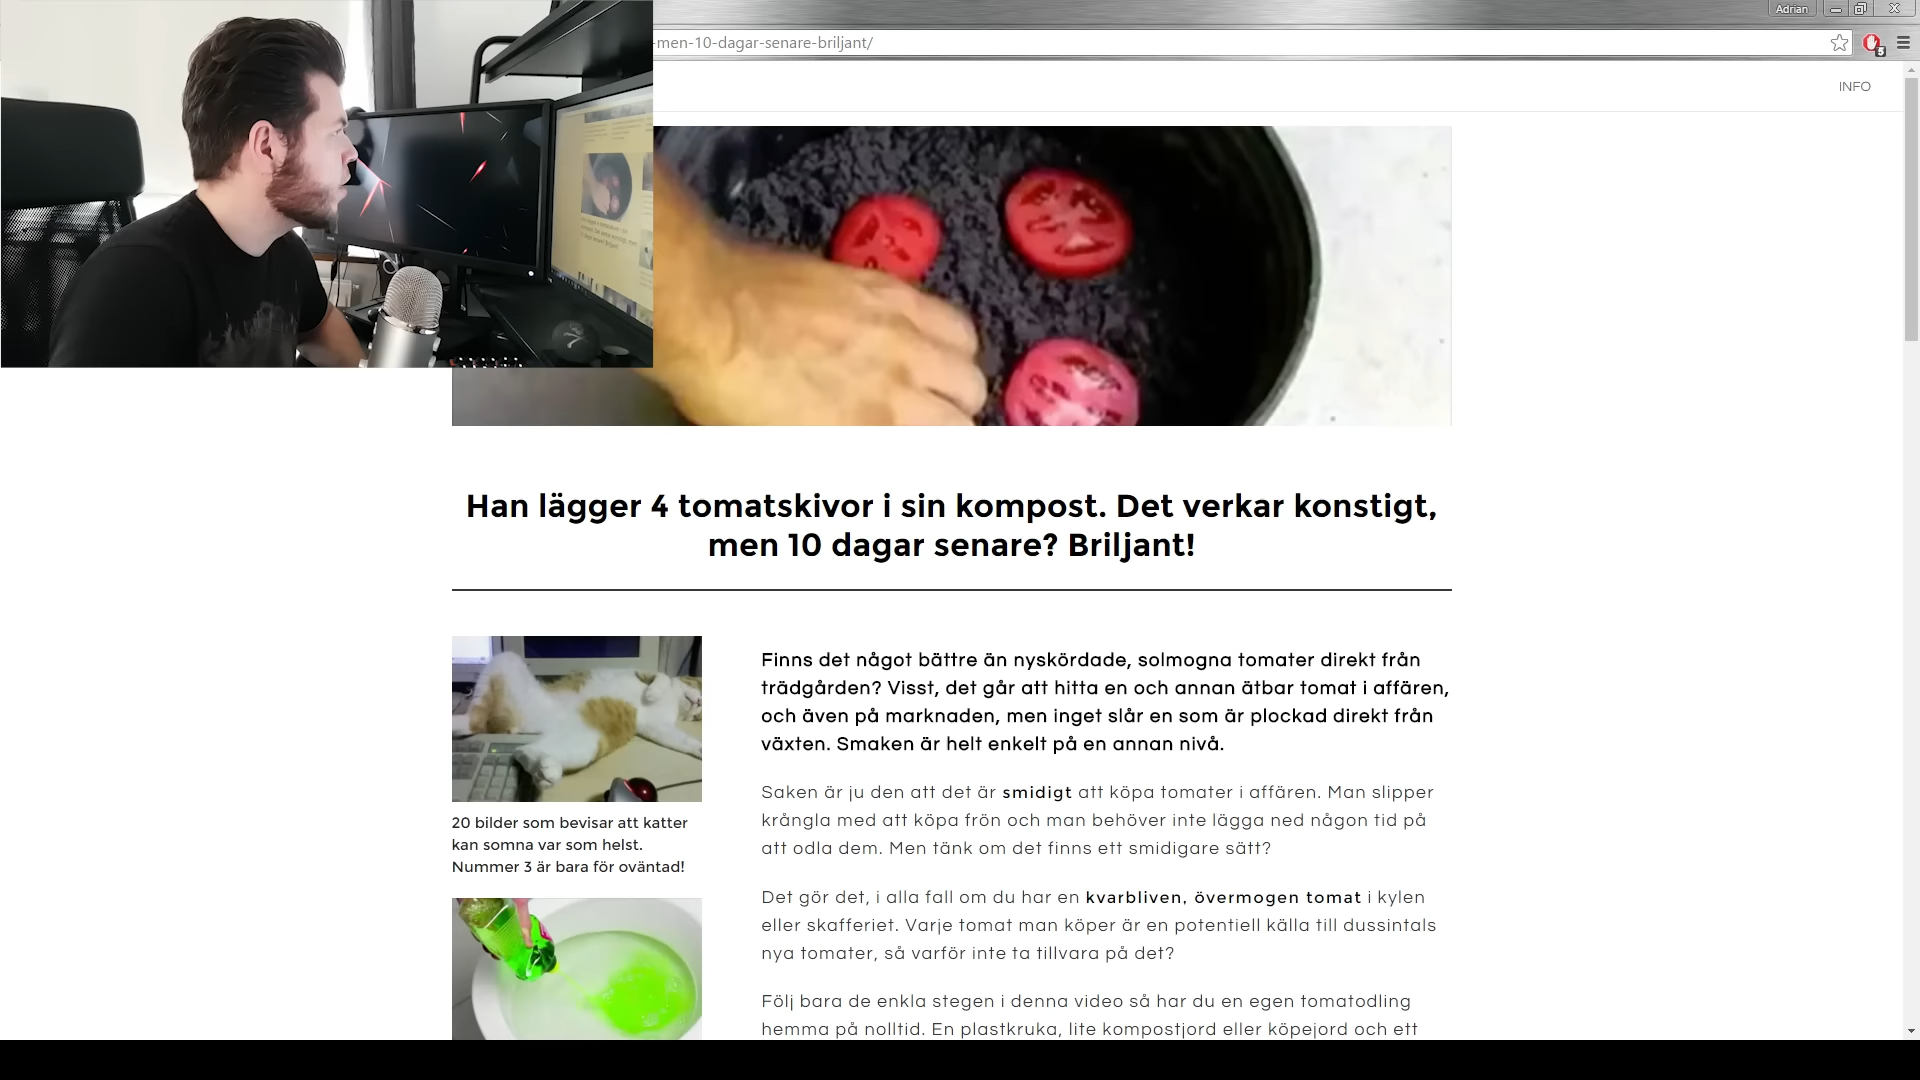 Adrian
-men-10-dagar-senare-briljant/
5
INFO
Han lägger 4 tomatskivor i sin kompost. Det verkar konstigt,
men 10 dagar senare? Briljant!
Finns det något bättre än nyskördade, solmogna tomater direkt från
trädgården? Visst, det går att hitta en och annan ätbar tomat i affären,
och även på marknaden, men inget slår en som är plockad direkt från
växten. Smaken är helt enkelt på en annan nivå.
Saken är ju den att det är smidigt att köpa tomater i affären. Man slipper
krångla med att köpa frön och man behöver inte lägga ned någon tid på
att odla dem. Men tänk om det finns ett smidigare sätt?
Det gör det, i alla fall om du har en kvarbliven, övermogen tomat i kylen
eller skafferiet. Varje tomat man köper är en potentiell källa till dussintals
nya tomater, så varför inte ta tillvara på det?
Följ bara de enkla stegen i denna video så har du en egen tomatodling
hemma på nolltid. En plastkruka, lite kompostjord eller köpejord och ett
20 bilder som bevisar att katter
kan somna var som helst.
Nummer 3 är bara för oväntad!